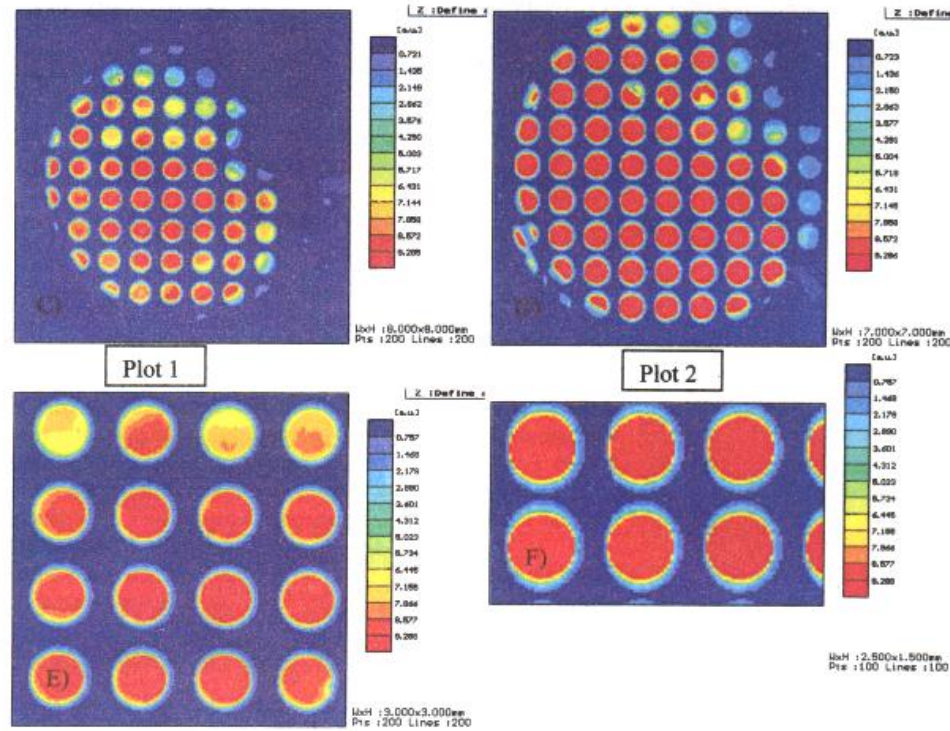 Z :Define
[a.u.]
0.721
1.435
2.148
2.862
3.576
4.290
5.003
5.717
6.431
7.144
7.858
8.572
9.285
C)
WxH :8.000x8.000mm
Pts :200 Lines :200
Plot 1
Z :Define
[a.u.]
0.723
1.436
2.150
2.863
3.577
4.291
5.004
5.718
6.431
7.145
7.858
8.572
9.286
WxH :7.000x7.000mm
Pts :200 Lines :200
Plot 2
Z :Define
[a.u.]
0.757
1.468
2.178
2.890
3.601
4.312
5.023
5.734
6.445
7.155
7.866
8.577
9.288
E)
WxH :3.000x3.000mm
Pts :200 Lines :200
[a.u.]
0.757
1.468
2.178
2.890
3.601
4.312
5.023
5.734
6.445
7.155
7.866
8.577
9.288
F)
WxH :2.500x1.500mm
Pts :100 Lines :100